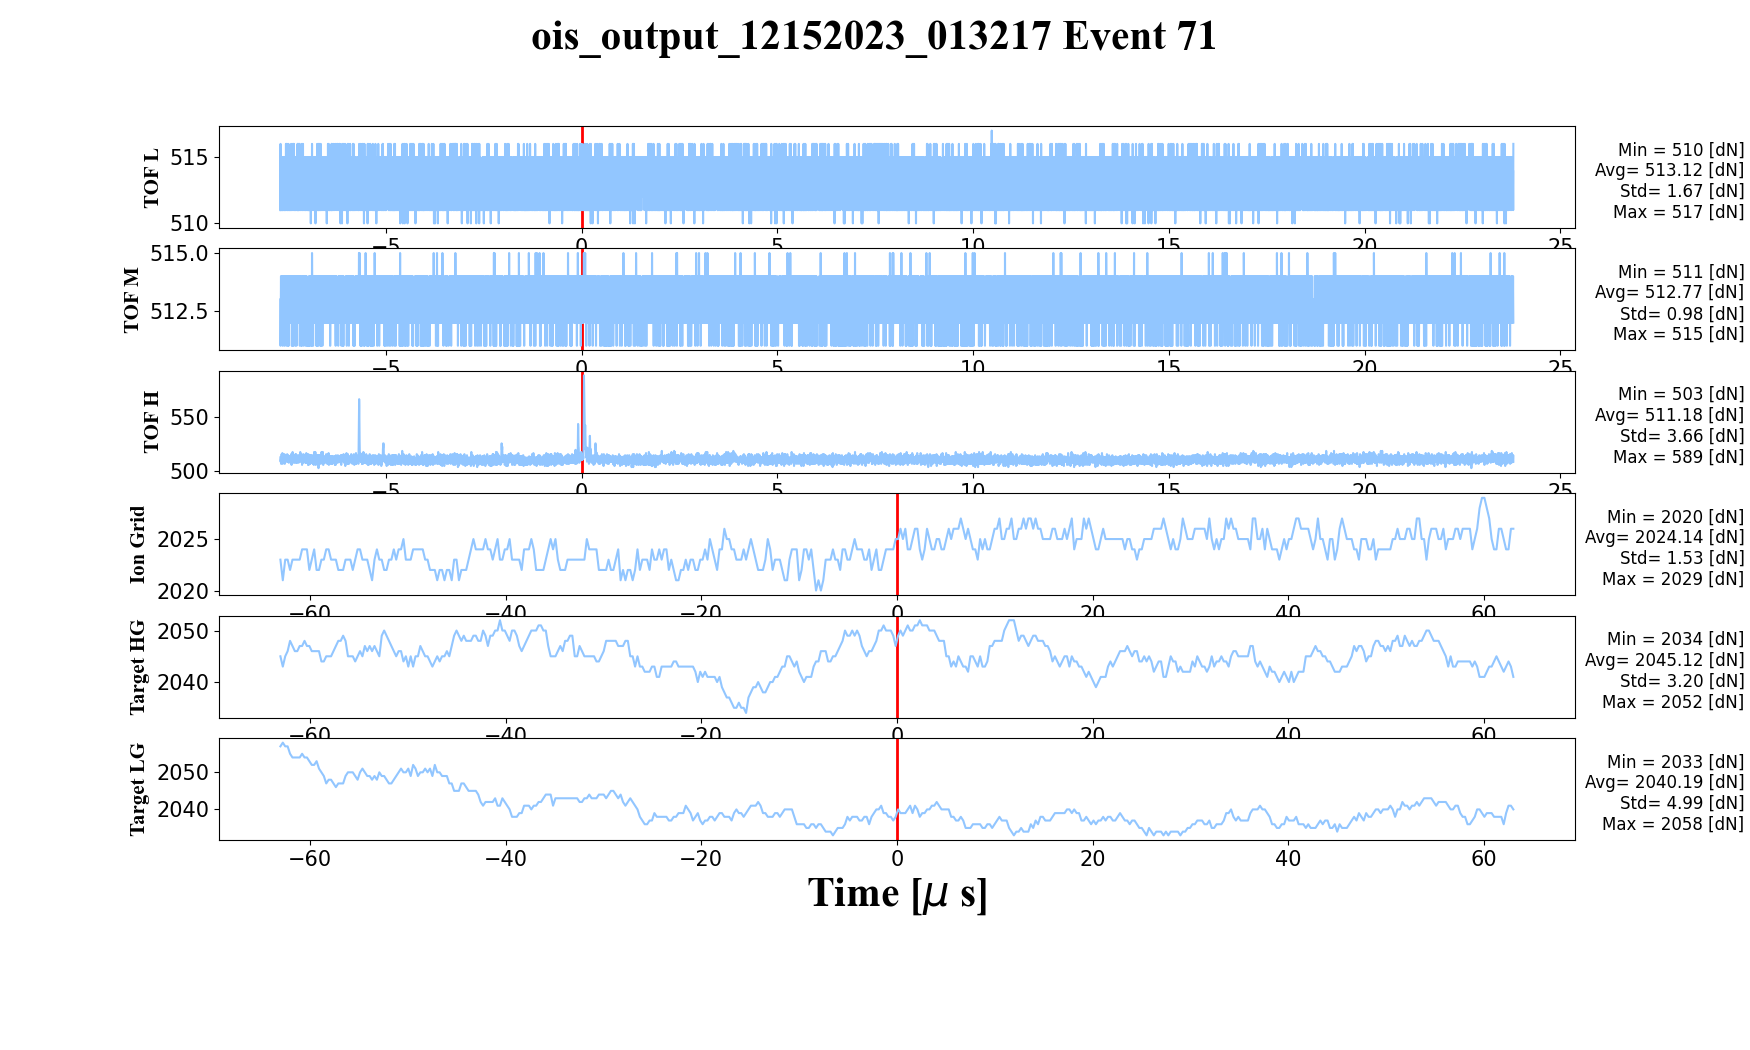 ois_output_12152023_013217 Event 71
TOF L
515
510
Min = 510 [dN]
Avg= 513.12 [dN]
Std= 1.67 [dN]
Max = 517 [dN]
−5 0 5 10 15 20 25
TOF M
515.0
512.5
Min = 511 [dN]
Avg= 512.77 [dN]
Std= 0.98 [dN]
Max = 515 [dN]
−5 0 5 10 15 20 25
TOF H
550
500
Min = 503 [dN]
Avg= 511.18 [dN]
Std= 3.66 [dN]
Max = 589 [dN]
−5 0 5 10 15 20 25
Ion Grid
2025
2020
Min = 2020 [dN]
Avg= 2024.14 [dN]
Std= 1.53 [dN]
Max = 2029 [dN]
−60 −40 −20 0 20 40 60
Target HG
2050
2040
Min = 2034 [dN]
Avg= 2045.12 [dN]
Std= 3.20 [dN]
Max = 2052 [dN]
−60 −40 −20 0 20 40 60
Target LG
2050
2040
Min = 2033 [dN]
Avg= 2040.19 [dN]
Std= 4.99 [dN]
Max = 2058 [dN]
−60 −40 −20 0 20 40 60
Time [μ s]